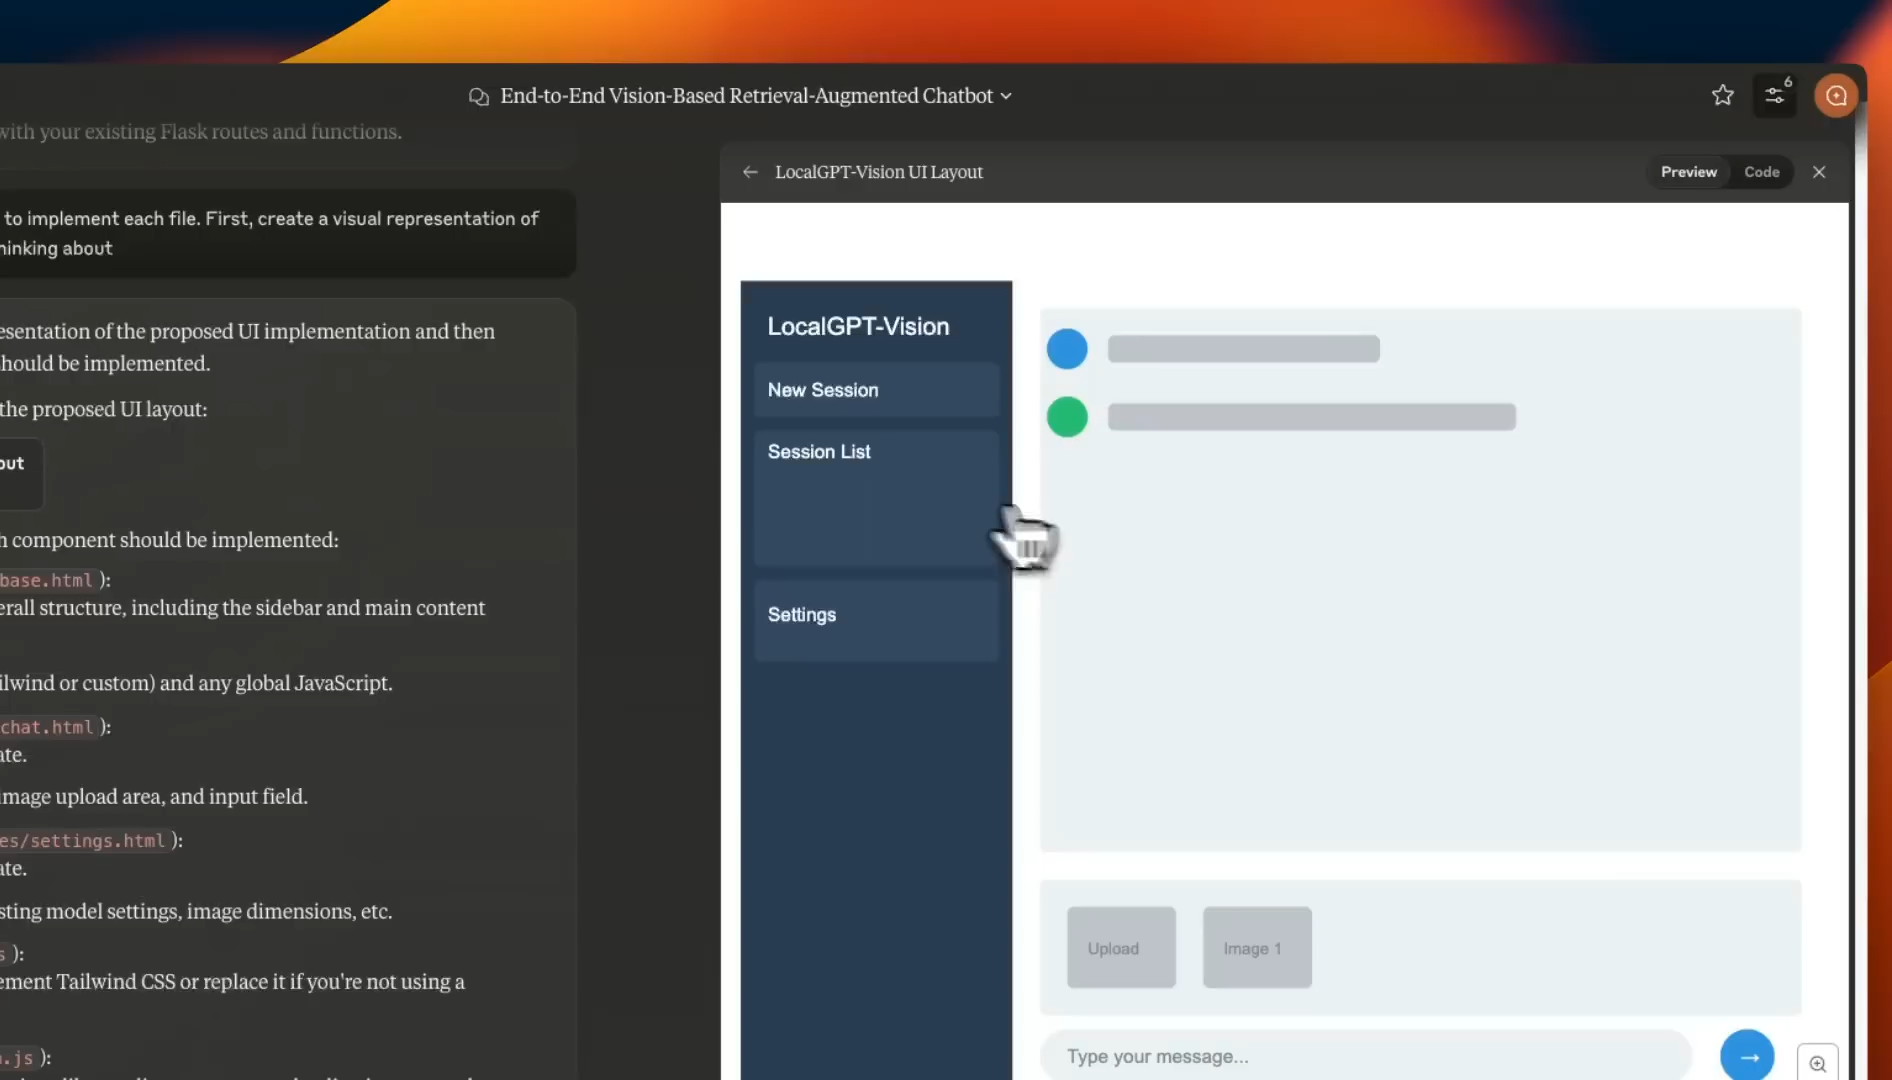 End-to-End Vision-Based Retrieval-Augmented Chatbot
6
with your existing Flask routes and functions.
to implement each file. First, create a visual representation of
hinking about
esentation of the proposed UI implementation and then
should be implemented.
the proposed UI layout:
out
h component should be implemented:
base.html ):
erall structure, including the sidebar and main content
ilwind or custom) and any global JavaScript.
chat.html ):
ate.
image upload area, and input field.
es/settings.html ):
ate.
sting model settings, image dimensions, etc.
s ):
ement Tailwind CSS or replace it if you're not using a
.js ):
LocalGPT-Vision UI Layout
Preview
Code
LocalGPT-Vision
New Session
Session List
Settings
Upload
Image 1
Type your message...